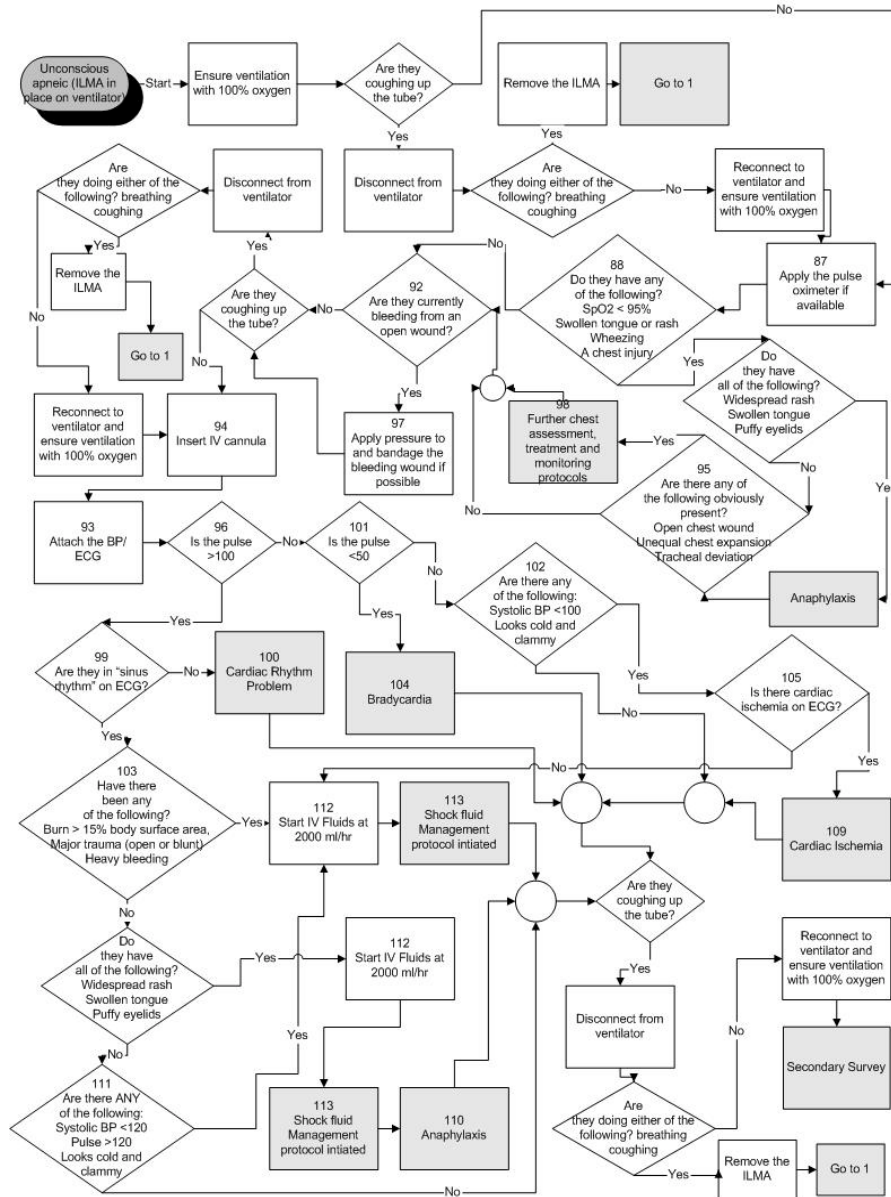 No
Unconscious
apneic (ILMA in
place on ventilator)
Start
Ensure ventilation
with 100% oxygen
Are they
coughing up
the tube?
Remove the ILMA
Go to 1
Yes
Yes
Are
they doing either of the
following? breathing
coughing
Disconnect from
ventilator
Disconnect from
ventilator
Are
they doing either of the
following? breathing
coughing
No
Reconnect to
ventilator and
ensure ventilation
with 100% oxygen
Yes
Remove the
ILMA
Yes
Are they
coughing up
the tube?
No
92
Are they currently
bleeding from an
open wound?
No
88
Do they have any
of the following?
SpO2 < 95%
Swollen tongue or rash
Wheezing
A chest injury
87
Apply the pulse
oximeter if
available
No
Go to 1
No
Yes
Yes
Do
they have
all of the following?
Widespread rash
Swollen tongue
Puffy eyelids
Reconnect to
ventilator and
ensure ventilation
with 100% oxygen
94
Insert IV cannula
97
Apply pressure to
and bandage the
bleeding wound if
possible
98
Further chest
assessment,
treatment and
monitoring
protocols
Yes
No
Yes
95
Are there any of
the following obviously
present?
Open chest wound
Unequal chest expansion
Tracheal deviation
No
93
Attach the BP/
ECG
96
Is the pulse
>100
No
101
Is the pulse
<50
No
102
Are there any
of the following:
Systolic BP <100
Looks cold and
clammy
Anaphylaxis
Yes
Yes
99
Are they in "sinus
rhythm" on ECG?
No
100
Cardiac Rhythm
Problem
104
Bradycardia
Yes
No
105
Is there cardiac
ischemia on ECG?
Yes
Yes
103
Have there
been any
of the following?
Burn > 15% body surface area,
Major trauma (open or blunt)
Heavy bleeding
Yes
112
Start IV Fluids at
2000 ml/hr
113
Shock fluid
Management
protocol intiated
109
Cardiac Ischemia
No
Are they
coughing up
the tube?
Do
they have
all of the following?
Widespread rash
Swollen tongue
Puffy eyelids
Yes
112
Start IV Fluids at
2000 ml/hr
Yes
Reconnect to
ventilator and
ensure ventilation
with 100% oxygen
Yes
Disconnect from
ventilator
No
No
111
Are there ANY
of the following:
Systolic BP <120
Pulse >120
Looks cold and
clammy
113
Shock fluid
Management
protocol intiated
110
Anaphylaxis
Secondary Survey
Are
they doing either of the
following? breathing
coughing
Yes
Remove the
ILMA
Go to 1
No